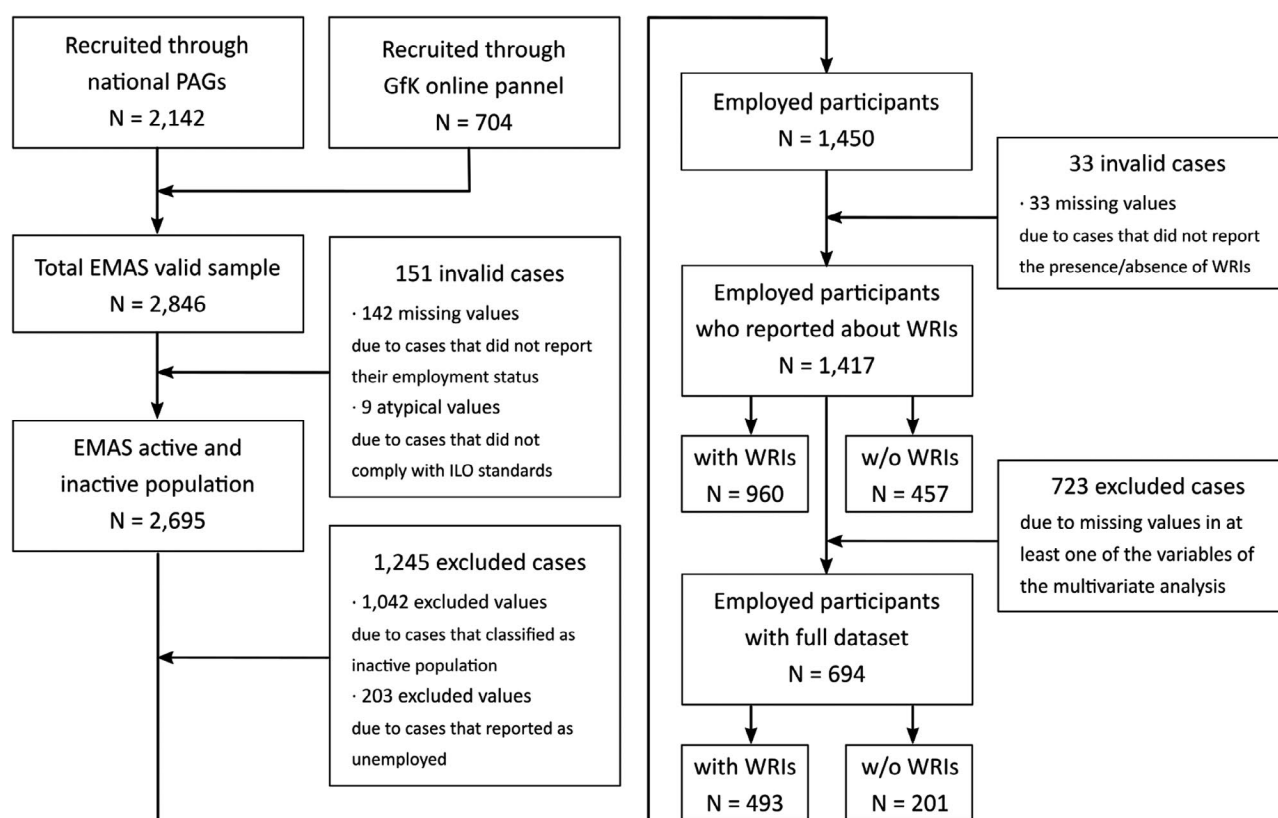 Recruited through
national PAGs
N = 2,142
Recruited through
GfK online pannel
N = 704
Total EMAS valid sample
N = 2,846
151 invalid cases
· 142 missing values
due to cases that did not report
their employment status
· 9 atypical values
due to cases that did not
comply with ILO standards
EMAS active and
inactive population
N = 2,695
1,245 excluded cases
· 1,042 excluded values
due to cases that classified as
inactive population
· 203 excluded values
due to cases that reported as
unemployed
Employed participants
N = 1,450
33 invalid cases
· 33 missing values
due to cases that did not report
the presence/absence of WRIs
Employed participants
who reported about WRIs
N = 1,417
with WRIs
N = 960
w/o WRIs
N = 457
723 excluded cases
due to missing values in at
least one of the variables of
the multivariate analysis
Employed participants
with full dataset
N = 694
with WRIs
N = 493
w/o WRIs
N = 201